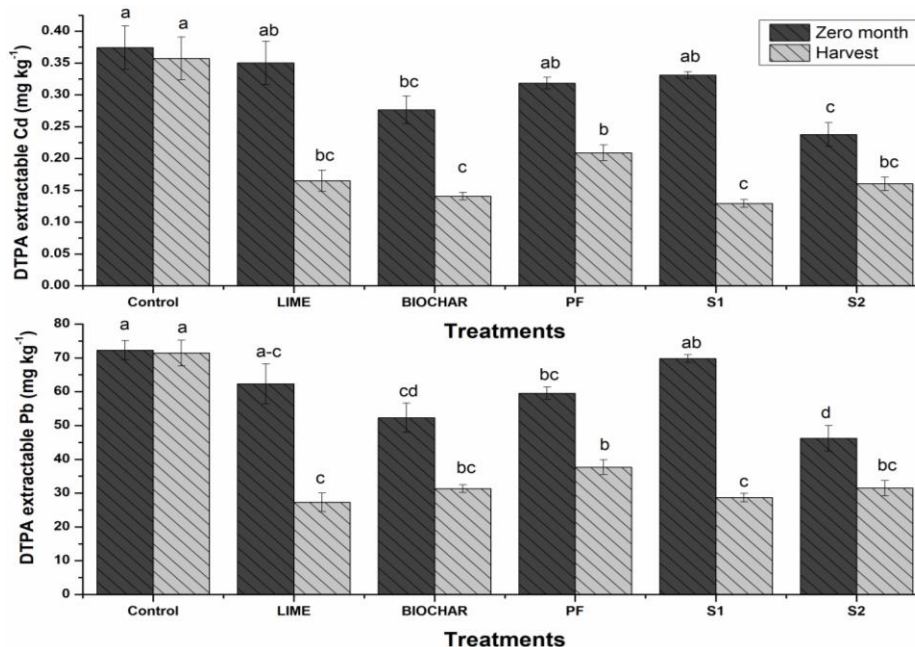 DTPA extractable Cd (mg kg⁻¹)
0.40
0.35
0.30
0.25
0.20
0.15
0.10
0.05
0.00
a
a
ab
bc
bc
c
ab
b
ab
c
c
bc
Zero month
Harvest
Control
LIME
BIOCHAR
PF
S1
S2
Treatments
DTPA extractable Pb (mg kg⁻¹)
80
70
60
50
40
30
20
10
0
a
a
a-c
c
cd
bc
bc
b
ab
c
d
bc
Control
LIME
BIOCHAR
PF
S1
S2
Treatments